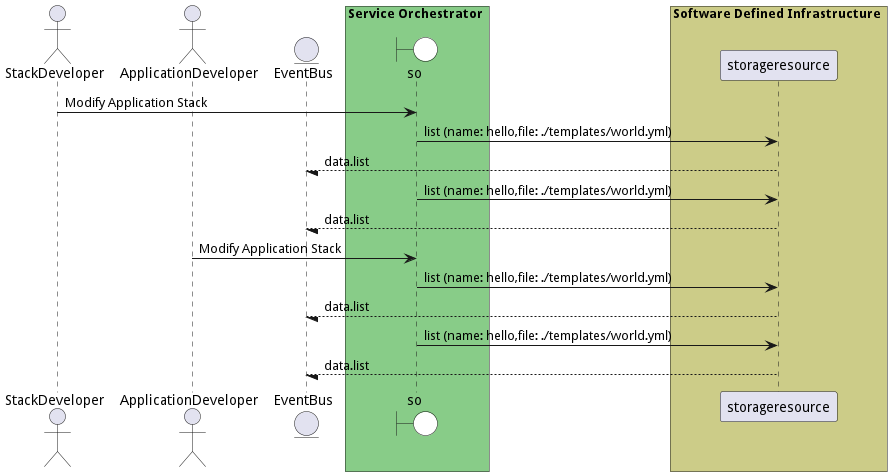 Service Orchestrator
Software Defined Infrastructure
StackDeveloper
ApplicationDeveloper
EventBus
so
storageresource
Modify Application Stack
list (name: hello,file: ./templates/world.yml)
data.list
list (name: hello,file: ./templates/world.yml)
data.list
Modify Application Stack
list (name: hello,file: ./templates/world.yml)
data.list
list (name: hello,file: ./templates/world.yml)
data.list
StackDeveloper
ApplicationDeveloper
EventBus
so
storageresource